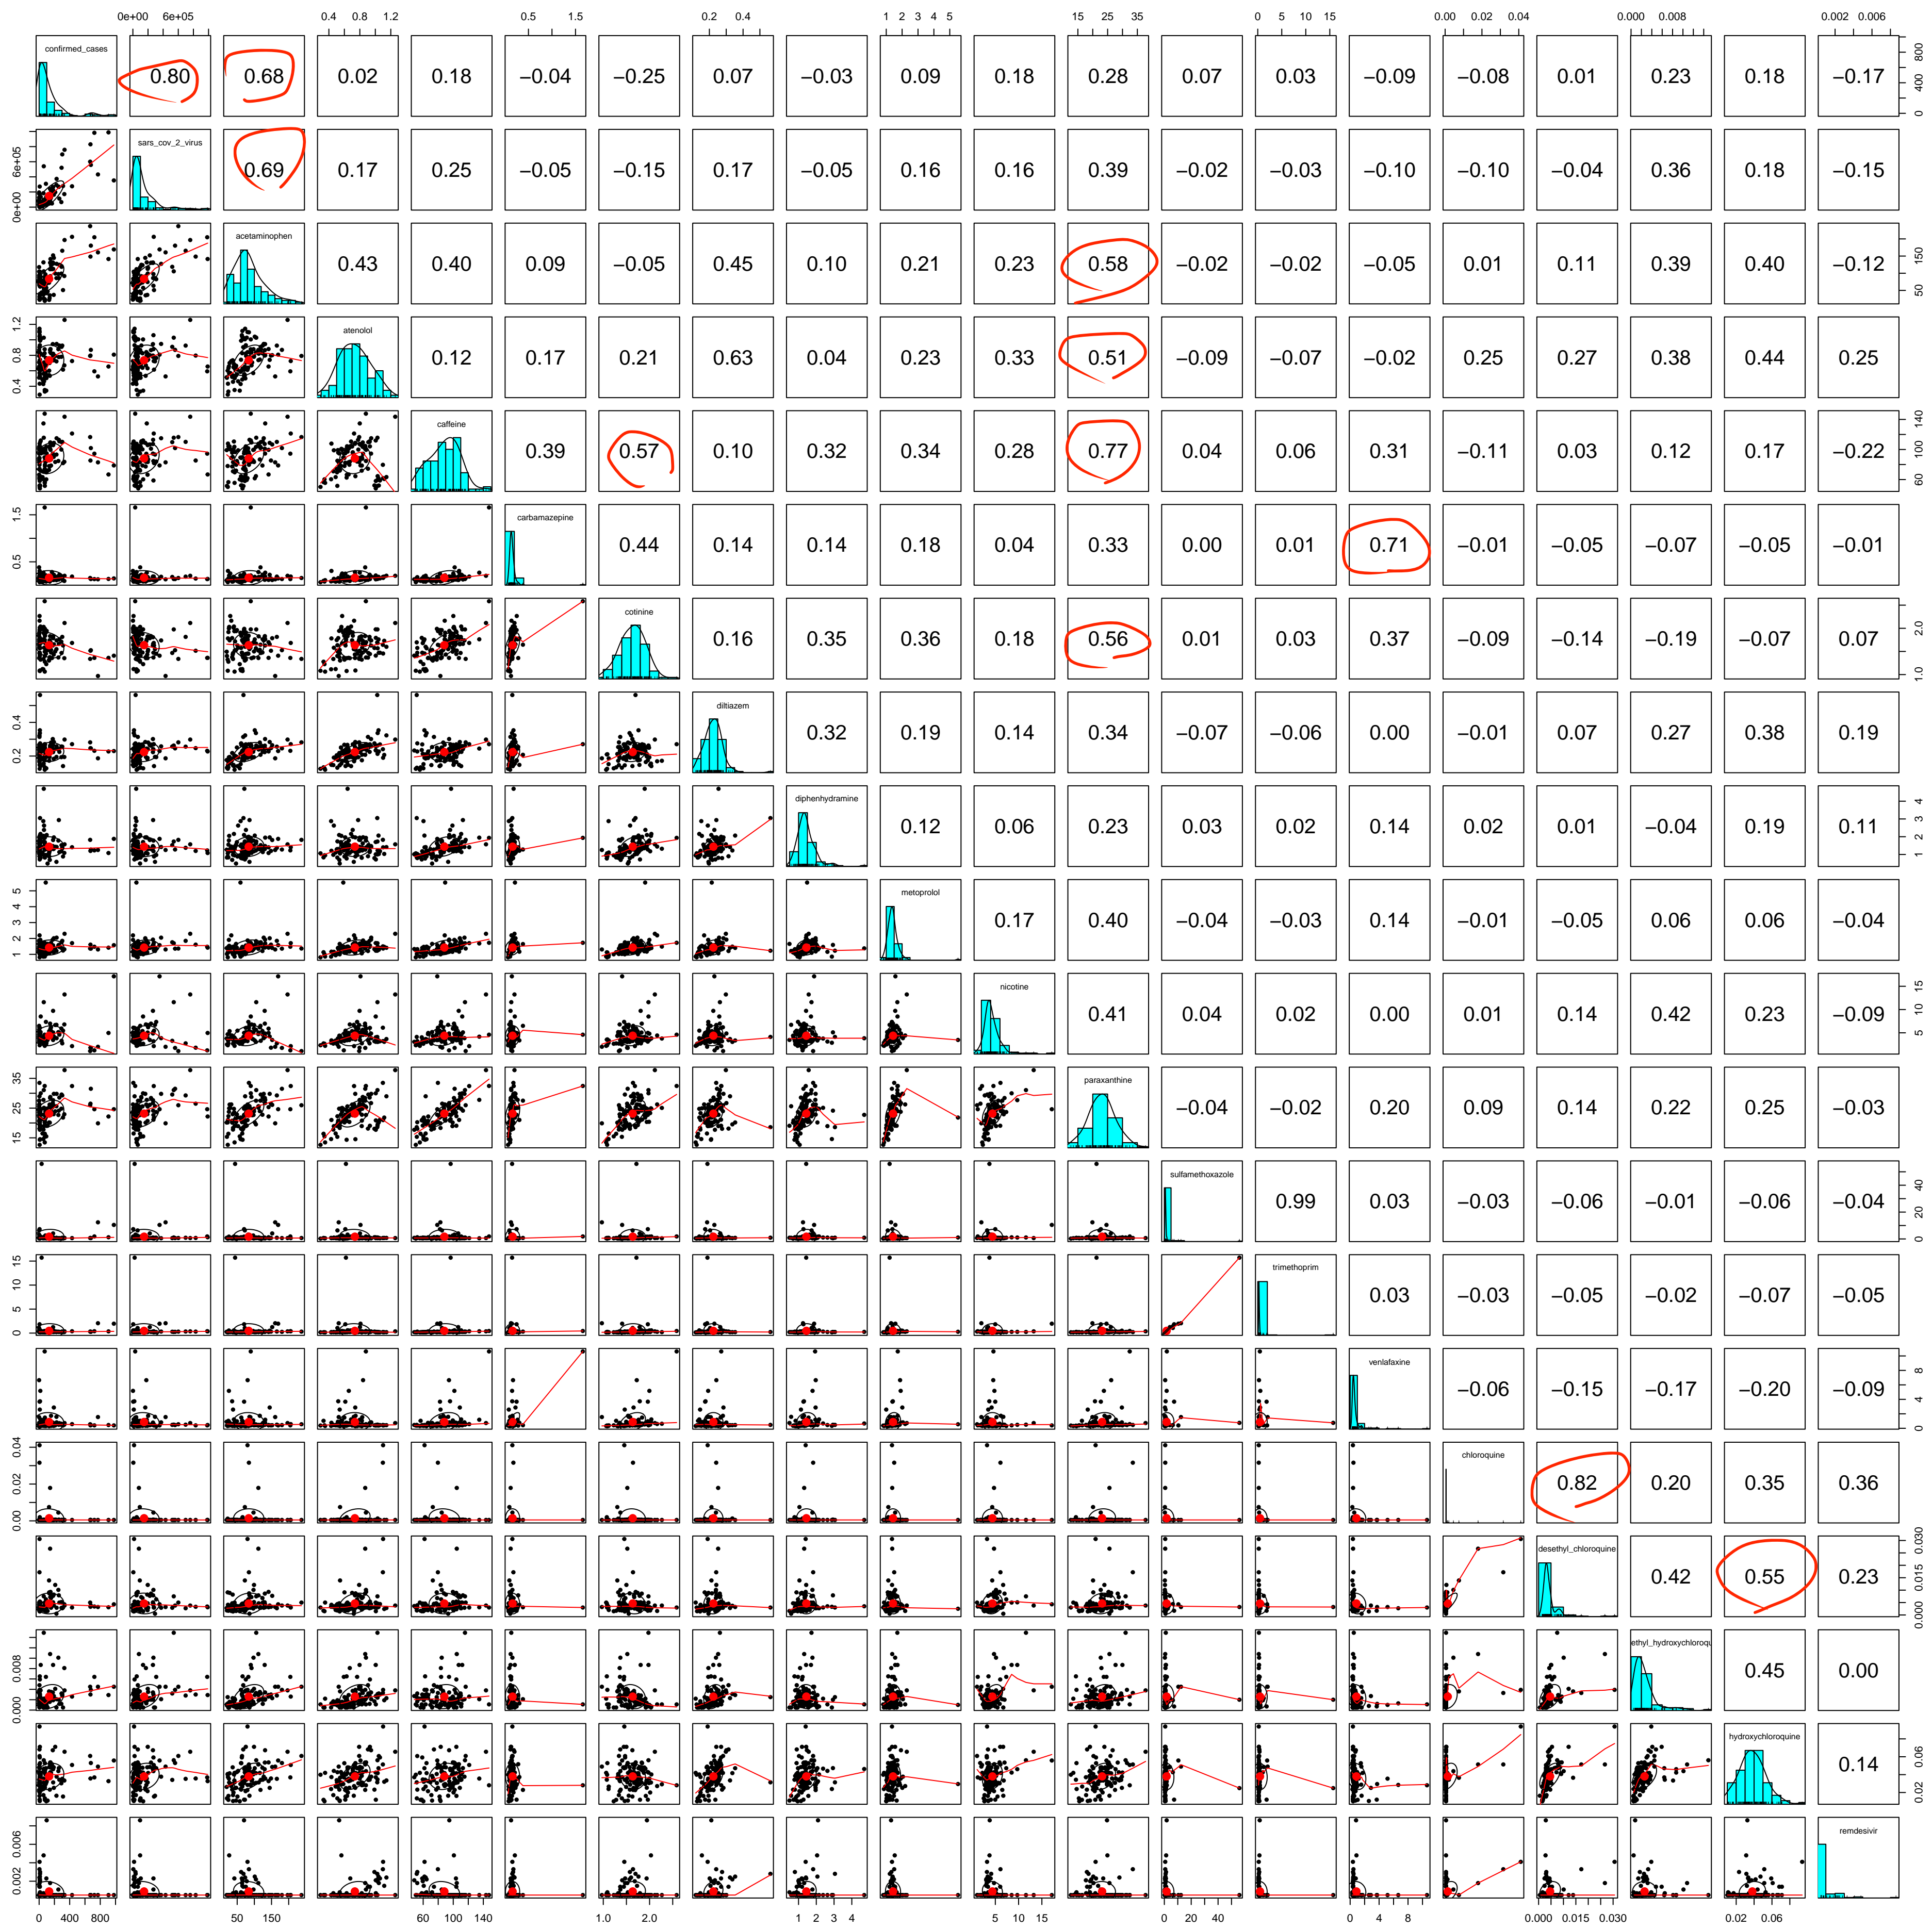 0e+00 6e+05 0.4 0.8 1.2 0.5 1.5 0.2 0.4 1 2 3 4 5 15 25 35 0 5 10 15 0.00 0.02 0.04 0.000 0.008 0.002 0.006
confirmed_cases 0.80 0.68 0.02 0.18 −0.04 −0.25 0.07 −0.03 0.09 0.18 0.28 0.07 0.03 −0.09 −0.08 0.01 0.23 0.18 −0.17 0 400 800
0e+00 6e+05 sars_cov_2_virus 0.69 0.17 0.25 −0.05 −0.15 0.17 −0.05 0.16 0.16 0.39 −0.02 −0.03 −0.10 −0.10 −0.04 0.36 0.18 −0.15
acetaminophen 0.43 0.40 0.09 −0.05 0.45 0.10 0.21 0.23 0.58 −0.02 −0.02 −0.05 0.01 0.11 0.39 0.40 −0.12 50 150
0.4 0.8 1.2 atenolol 0.12 0.17 0.21 0.63 0.04 0.23 0.33 0.51 −0.09 −0.07 −0.02 0.25 0.27 0.38 0.44 0.25
caffeine 0.39 0.57 0.10 0.32 0.34 0.28 0.77 0.04 0.06 0.31 −0.11 0.03 0.12 0.17 −0.22 60 100 140
0.5 1.5 carbamazepine 0.44 0.14 0.14 0.18 0.04 0.33 0.00 0.01 0.71 −0.01 −0.05 −0.07 −0.05 −0.01
cotinine 0.16 0.35 0.36 0.18 0.56 0.01 0.03 0.37 −0.09 −0.14 −0.19 −0.07 0.07 1.0 2.0
0.2 0.4 diltiazem 0.32 0.19 0.14 0.34 −0.07 −0.06 0.00 −0.01 0.07 0.27 0.38 0.19
diphenhydramine 0.12 0.06 0.23 0.03 0.02 0.14 0.02 0.01 −0.04 0.19 0.11 1 2 3 4
1 2 3 4 5 metoprolol 0.17 0.40 −0.04 −0.03 0.14 −0.01 −0.05 0.06 0.06 −0.04
nicotine 0.41 0.04 0.02 0.00 0.01 0.14 0.42 0.23 −0.09 5 10 15
15 25 35 paraxanthine −0.04 −0.02 0.20 0.09 0.14 0.22 0.25 −0.03
sulfamethoxazole 0.99 0.03 −0.03 −0.06 −0.01 −0.06 −0.04 0 20 40
0 5 10 15 trimethoprim 0.03 −0.03 −0.05 −0.02 −0.07 −0.05
venlafaxine −0.06 −0.15 −0.17 −0.20 −0.09 0 4 8
0.00 0.02 0.04 chloroquine 0.82 0.20 0.35 0.36
desethyl_chloroquine 0.42 0.55 0.23 0.000 0.015 0.030
0.000 0.008 ethyl_hydroxychloroqu 0.45 0.00
hydroxychloroquine 0.14 0.02 0.06
0.002 0.006 remdesivir
0 400 800 50 150 60 100 140 1.0 2.0 1 2 3 4 5 10 15 0 20 40 0 4 8 0.000 0.015 0.030 0.02 0.06